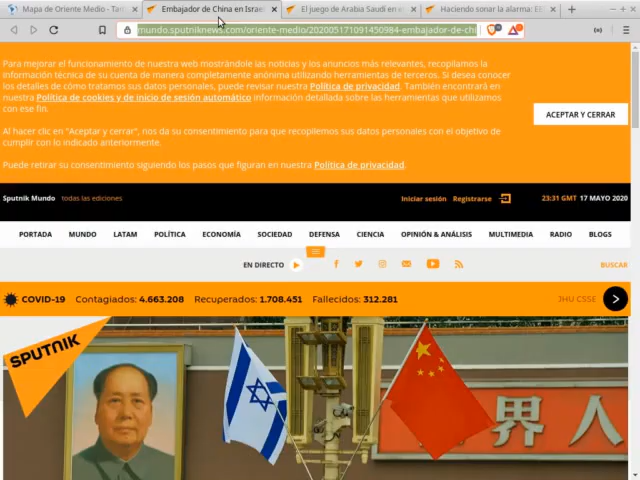 Mapa de Oriente Medio - Tam
Embajador de China en Israe
El juego de Arabia Saudí en e
Haciendo sonar la alarma: EE
mundo.sputniknews.com/oriente-medio/202005171091450984-embajador-de-chi
Para mejorar el funcionamiento de nuestra web mostrándole las noticias y los anuncios más relevantes, recopilamos la
información técnica de su cuenta de manera completamente anónima utilizando herramientas de terceros. Si desea conocer
los detalles de cómo tratamos sus datos personales, puede revisar nuestra Política de privacidad. También encontrará en
nuestra Política de cookies y de inicio de sesión automático información detallada sobre las herramientas que utilizamos
con ese fin.
ACEPTAR Y CERRAR
Al hacer clic en "Aceptar y cerrar", nos da su consentimiento para que recopilemos sus datos personales con el objetivo de
cumplir con lo indicado anteriormente.
Puede retirar su consentimiento siguiendo los pasos que figuran en nuestra Política de privacidad.
Sputnik Mundo todas las ediciones
Iniciar sesión Registrarse
23:31 GMT 17 MAYO 2020
PORTADA MUNDO LATAM POLÍTICA ECONOMÍA SOCIEDAD DEFENSA CIENCIA OPINIÓN & ANÁLISIS MULTIMEDIA RADIO BLOGS
EN DIRECTO
BUSCAR
COVID-19 Contagiados: 4.663.208 Recuperados: 1.708.451 Fallecidos: 312.281
JHU CSSE
SPUTNIK
界人